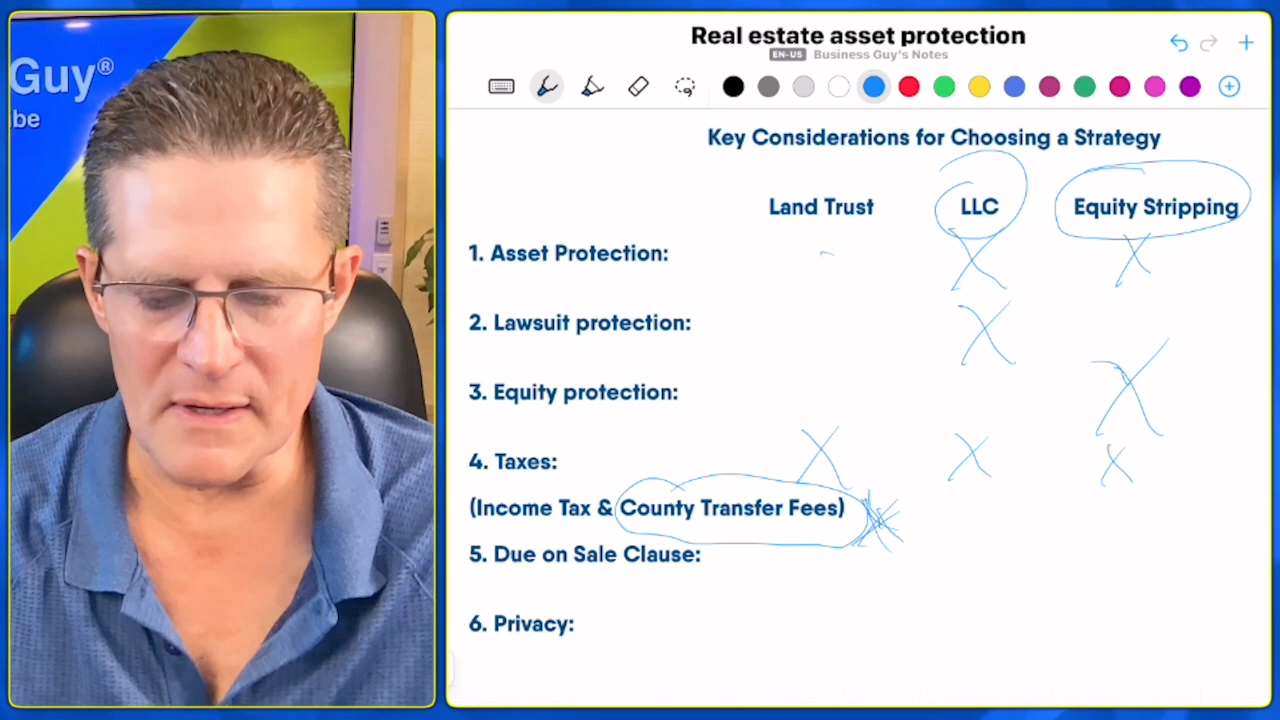 Guy®
be
Real estate asset protection
EN-US Business Guy's Notes
Key Considerations for Choosing a Strategy
Land Trust LLC Equity Stripping
1. Asset Protection:
2. Lawsuit protection:
3. Equity protection:
4. Taxes:
(Income Tax & County Transfer Fees)
5. Due on Sale Clause:
6. Privacy: